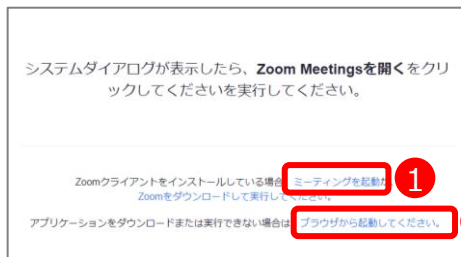 システムダイアログが表示したら、Zoom Meetingsを開くをクリ
ックしてくださいを実行してください。
Zoomクライアントをインストールしている場合 ミーティングを起動か
1
Zoomをダウンロードして実行してください。
アプリケーションをダウンロードまたは実行できない場合は ブラウザから起動してください。